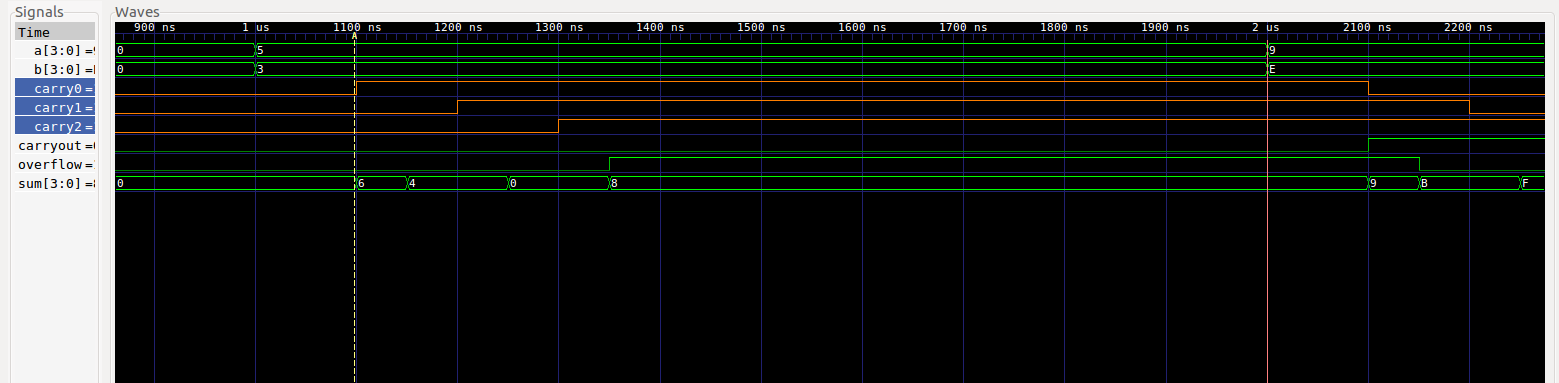 Signals Waves
Time 900 ns 1 us 1100 ns 1200 ns 1300 ns 1400 ns 1500 ns 1600 ns 1700 ns 1800 ns 1900 ns 2 us 2100 ns 2200 ns
A
a[3:0] = 0 5 9
b[3:0] = 0 3 E
carry0 =
carry1 =
carry2 =
carryout =
overflow =
sum[3:0] = 0 6 4 0 8 9 B F